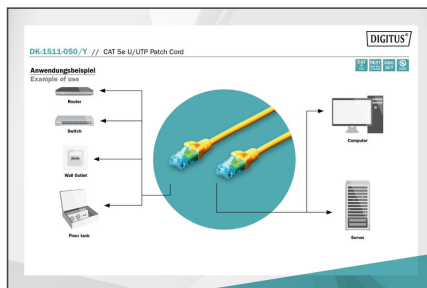 DIGITUS®
DK-1511-050/Y // CAT 5e U/UTP Patch Cord
Anwendungsbeispiel
Example of use
Router
Switch
Wall Outlet
Floor tank
Computer
Server